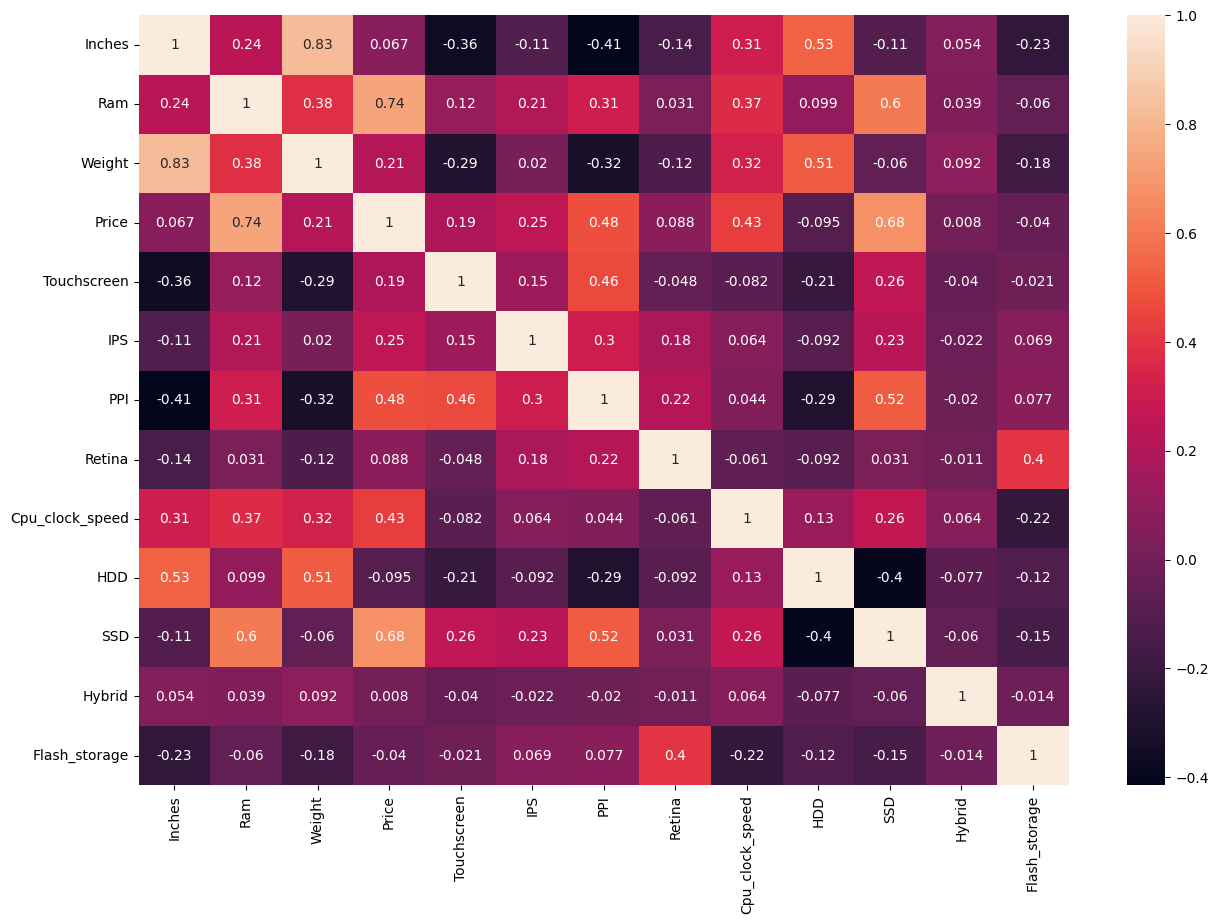 Inches 1 0.24 0.83 0.067 -0.36 -0.11 -0.41 -0.14 0.31 0.53 -0.11 0.054 -0.23
Ram 0.24 1 0.38 0.74 0.12 0.21 0.31 0.031 0.37 0.099 0.6 0.039 -0.06
Weight 0.83 0.38 1 0.21 -0.29 0.02 -0.32 -0.12 0.32 0.51 -0.06 0.092 -0.18
Price 0.067 0.74 0.21 1 0.19 0.25 0.48 0.088 0.43 -0.095 0.68 0.008 -0.04
Touchscreen -0.36 0.12 -0.29 0.19 1 0.15 0.46 -0.048 -0.082 -0.21 0.26 -0.04 -0.021
IPS -0.11 0.21 0.02 0.25 0.15 1 0.3 0.18 0.064 -0.092 0.23 -0.022 0.069
PPI -0.41 0.31 -0.32 0.48 0.46 0.3 1 0.22 0.044 -0.29 0.52 -0.02 0.077
Retina -0.14 0.031 -0.12 0.088 -0.048 0.18 0.22 1 -0.061 -0.092 0.031 -0.011 0.4
Cpu_clock_speed 0.31 0.37 0.32 0.43 -0.082 0.064 0.044 -0.061 1 0.13 0.26 0.064 -0.22
HDD 0.53 0.099 0.51 -0.095 -0.21 -0.092 -0.29 -0.092 0.13 1 -0.4 -0.077 -0.12
SSD -0.11 0.6 -0.06 0.68 0.26 0.23 0.52 0.031 0.26 -0.4 1 -0.06 -0.15
Hybrid 0.054 0.039 0.092 0.008 -0.04 -0.022 -0.02 -0.011 0.064 -0.077 -0.06 1 -0.014
Flash_storage -0.23 -0.06 -0.18 -0.04 -0.021 0.069 0.077 0.4 -0.22 -0.12 -0.15 -0.014 1
Inches Ram Weight Price Touchscreen IPS PPI Retina Cpu_clock_speed HDD SSD Hybrid Flash_storage
1.0
0.8
0.6
0.4
0.2
0.0
−0.2
−0.4